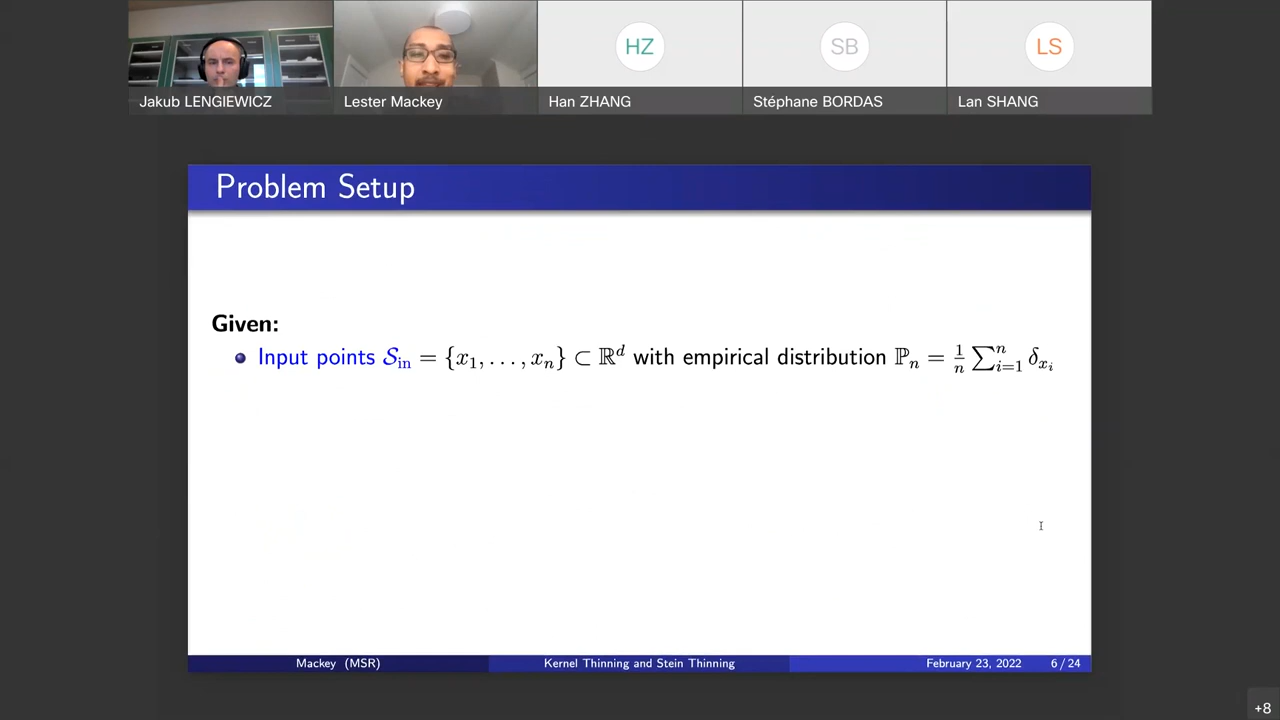 HZ
SB
LS
Jakub LENGIEWICZ
Lester Mackey
Han ZHANG
Stéphane BORDAS
Lan SHANG
Problem Setup
Given:
Input points 𝒮_in = {x_1, . . . , x_n} ⊂ ℝ^d with empirical distribution ℙ_n = 1/n ∑_{i=1}^n δ_{x_i}
Mackey (MSR) Kernel Thinning and Stein Thinning February 23, 2022 6 / 24
+8